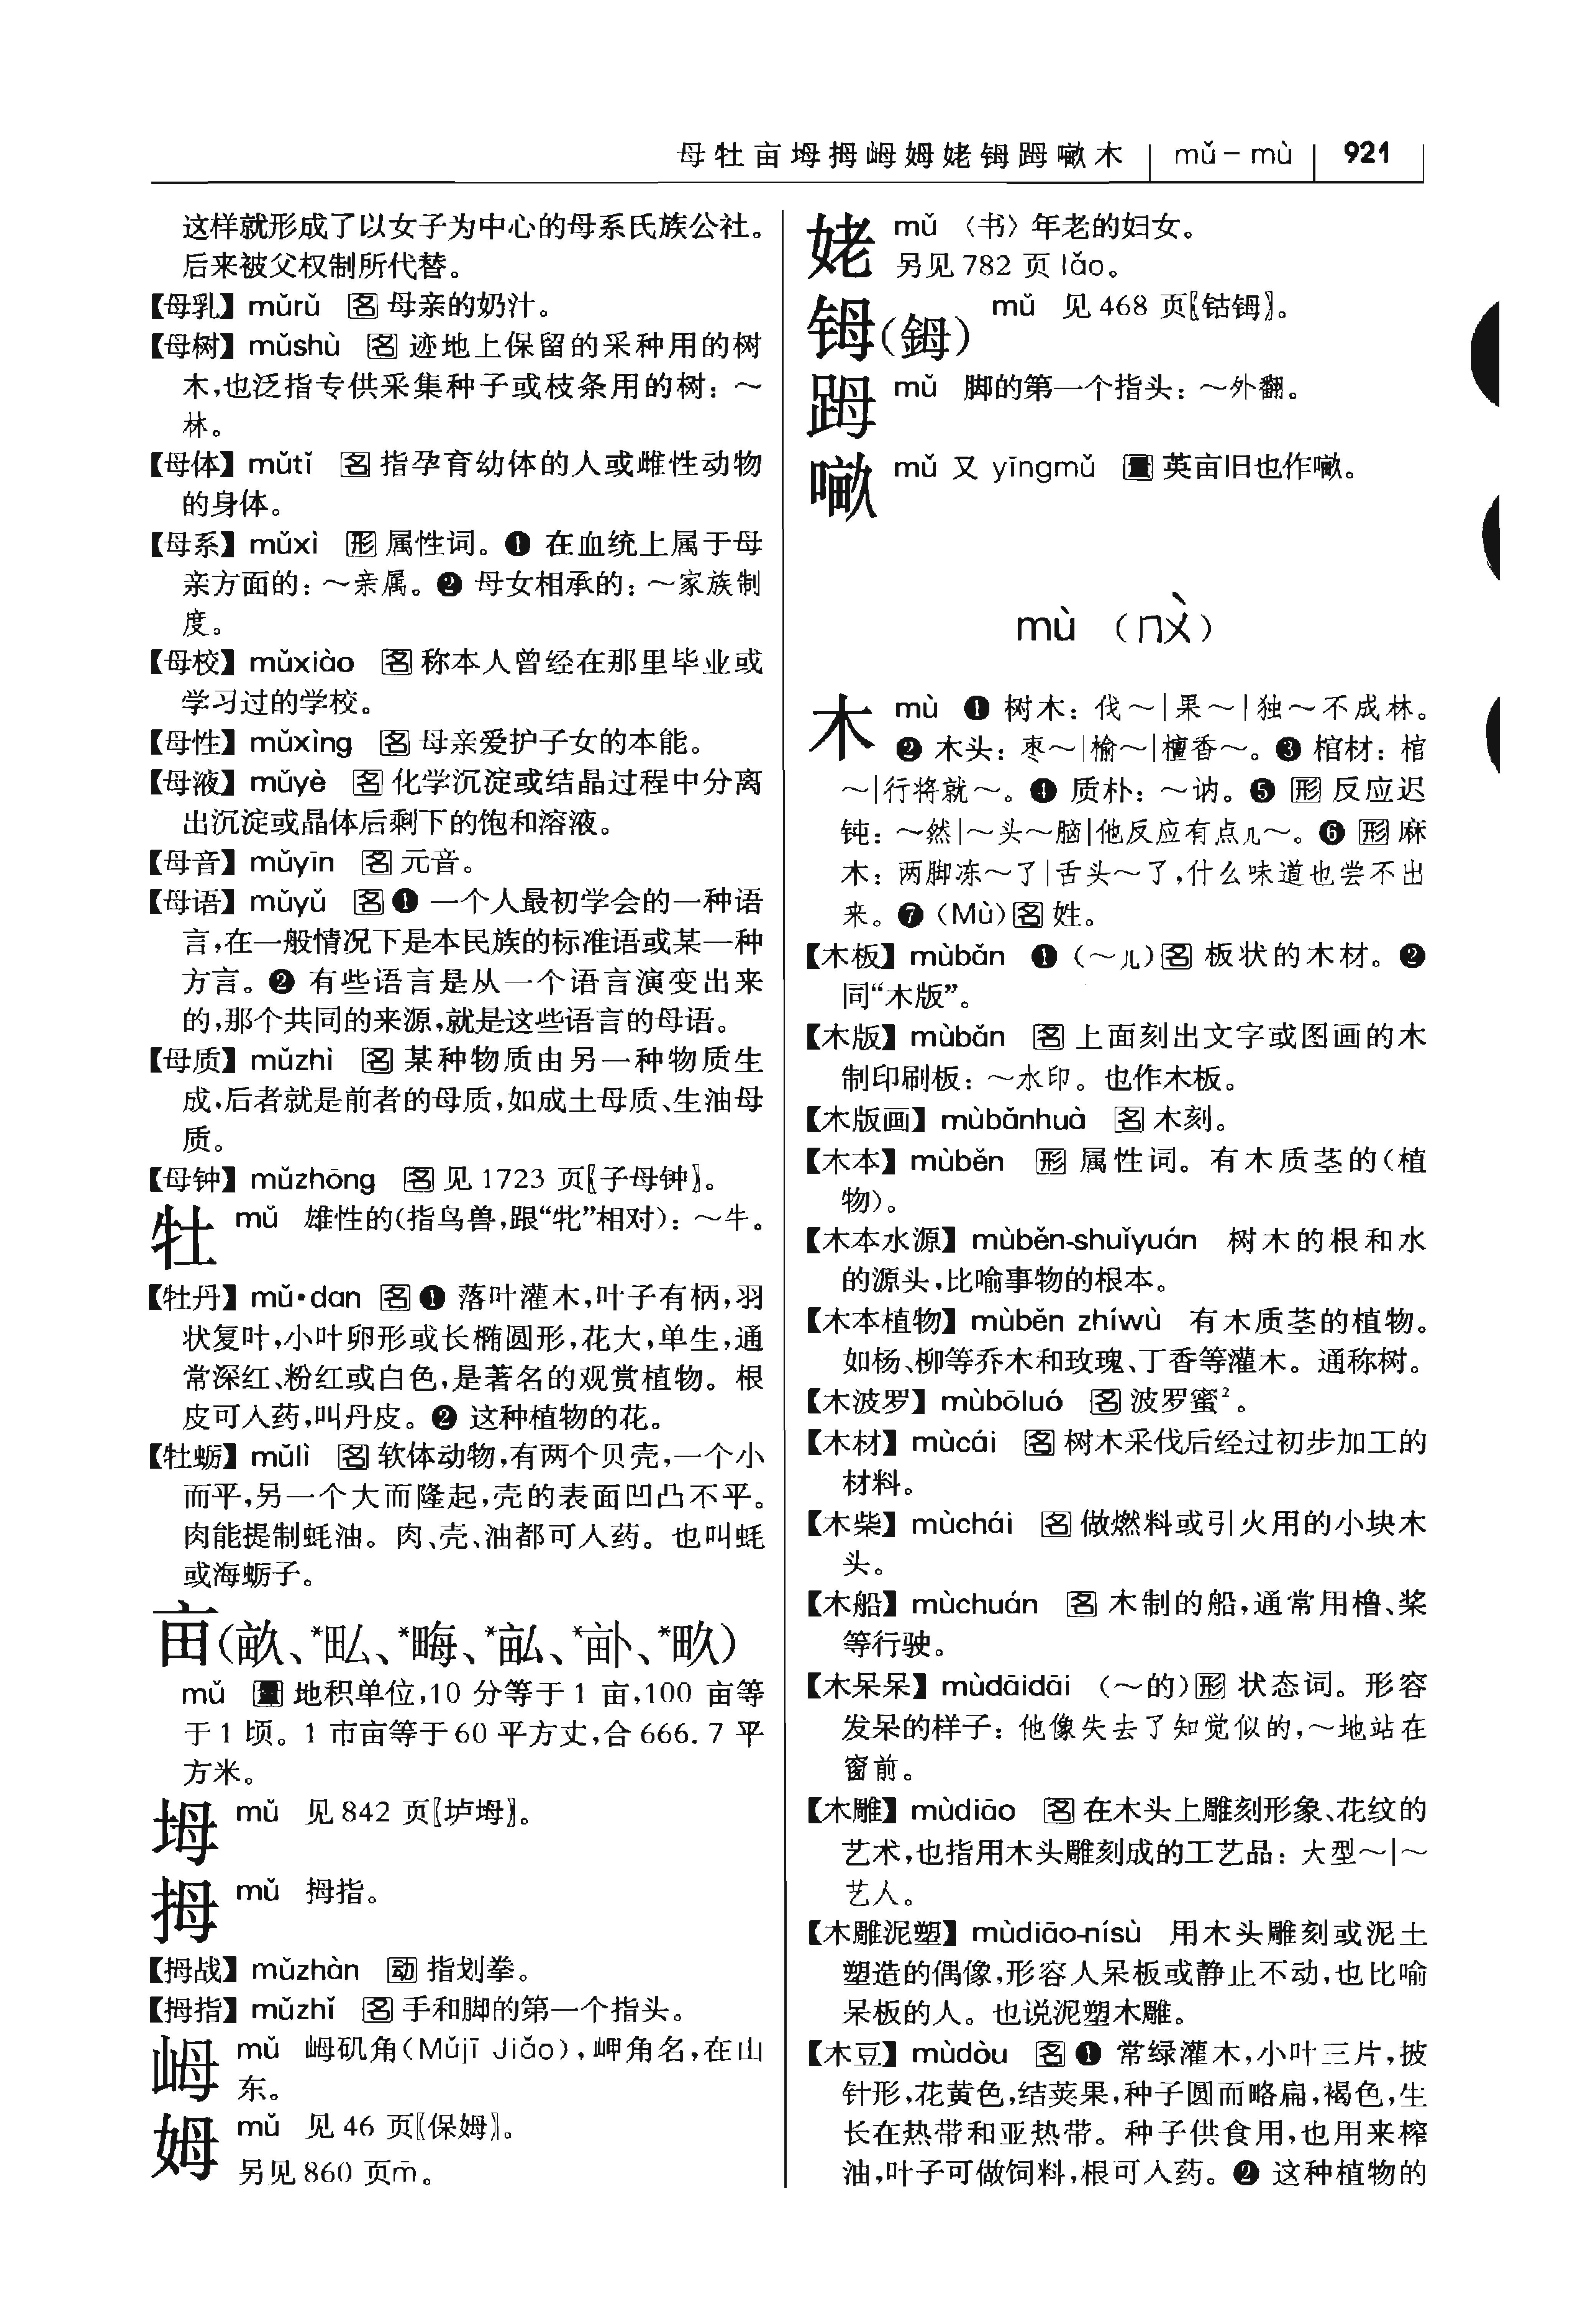 母牡亩坶拇峔姆姥钼踇㗎木 mǔ－mù 921
这样就形成了以女子为中心的母系氏族公社。
后来被父权制所代替。
【母乳】mǔrǔ 名 母亲的奶汁。
【母树】mǔshù 名 迹地上保留的采种用的树
木,也泛指专供采集种子或枝条用的树：～
林。
【母体】mǔtǐ 名 指孕育幼体的人或雌性动物
的身体。
【母系】mǔxì 形 属性词。❶ 在血统上属于母
亲方面的：～亲属。❷ 母女相承的：～家族制
度。
【母校】mǔxiào 名 称本人曾经在那里毕业或
学习过的学校。
【母性】mǔxìng 名 母亲爱护子女的本能。
【母液】mǔyè 名 化学沉淀或结晶过程中分离
出沉淀或晶体后剩下的饱和溶液。
【母音】mǔyīn 名 元音。
【母语】mǔyǔ 名 ❶ 一个人最初学会的一种语
言,在一般情况下是本民族的标准语或某一种
方言。❷ 有些语言是从一个语言演变出来
的,那个共同的来源,就是这些语言的母语。
【母质】mǔzhì 名 某种物质由另一种物质生
成,后者就是前者的母质,如成土母质、生油母
质。
【母钟】mǔzhōng 名 见 1723 页〖子母钟〗。
牡 mǔ 雄性的(指鸟兽,跟“牝”相对)：～牛。
【牡丹】mǔ·dan 名 ❶ 落叶灌木,叶子有柄,羽
状复叶,小叶卵形或长椭圆形,花大,单生,通
常深红、粉红或白色,是著名的观赏植物。根
皮可入药,叫丹皮。❷ 这种植物的花。
【牡蛎】mǔlì 名 软体动物,有两个贝壳,一个小
而平,另一个大而隆起,壳的表面凹凸不平。
肉能提制蚝油。肉、壳、油都可入药。也叫蚝
或海蛎子。
亩(畝、*畆、*畮、*畒、*𤰜、*畂)
mǔ 量 地积单位,10 分等于 1 亩,100 亩等
于 1 顷。1 市亩等于 60 平方丈,合 666.7 平
方米。
坶 mǔ 见 842 页〖垆坶〗。
拇 mǔ 拇指。
【拇战】mǔzhàn 动 指划拳。
【拇指】mǔzhǐ 名 手和脚的第一个指头。
峔 mǔ 峔矶角(Mǔjī Jiǎo),岬角名,在山
东。
姆 mǔ 见 46 页〖保姆〗。
另见 860 页 m̄。
姥 mǔ 〈书〉年老的妇女。
另见 782 页 lǎo。
𬭁(鉧) mǔ 见 468 页〖钴𬭁〗。
踇 mǔ 脚的第一个指头：～外翻。
㗎 mǔ 又 yīngmǔ 量 英亩旧也作㗎。
mù (ㄇㄨˋ)
木 mù ❶ 树木：伐～|果～|独～不成林。
❷ 木头：枣～|榆～|檀香～。❸ 棺材：棺
～|行将就～。❹ 质朴：～讷。❺ 形 反应迟
钝：～然|～头～脑|他反应有点儿～。❻ 形 麻
木：两脚冻～了|舌头～了,什么味道也尝不出
来。❼ (Mù) 名 姓。
【木板】mùbǎn ❶ (～儿) 名 板状的木材。❷
同“木版”。
【木版】mùbǎn 名 上面刻出文字或图画的木
制印刷板：～水印。也作木板。
【木版画】mùbǎnhuà 名 木刻。
【木本】mùběn 形 属性词。有木质茎的(植
物)。
【木本水源】mùběn-shuǐyuán 树木的根和水
的源头,比喻事物的根本。
【木本植物】mùběn zhíwù 有木质茎的植物。
如杨、柳等乔木和玫瑰、丁香等灌木。通称树。
【木波罗】mùbōluó 名 波罗蜜²。
【木材】mùcái 名 树木采伐后经过初步加工的
材料。
【木柴】mùchái 名 做燃料或引火用的小块木
头。
【木船】mùchuán 名 木制的船,通常用橹、桨
等行驶。
【木呆呆】mùdāidāi (～的) 形 状态词。形容
发呆的样子：他像失去了知觉似的,～地站在
窗前。
【木雕】mùdiāo 名 在木头上雕刻形象、花纹的
艺术,也指用木头雕刻成的工艺品：大型～|～
艺人。
【木雕泥塑】mùdiāo-nísù 用木头雕刻或泥土
塑造的偶像,形容人呆板或静止不动,也比喻
呆板的人。也说泥塑木雕。
【木豆】mùdòu 名 ❶ 常绿灌木,小叶三片,披
针形,花黄色,结荚果,种子圆而略扁,褐色,生
长在热带和亚热带。种子供食用,也用来榨
油,叶子可做饲料,根可入药。❷ 这种植物的